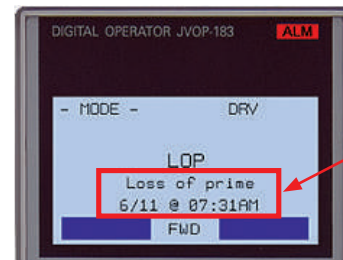 DIGITAL OPERATOR JVOP-183 ALM
- MODE - DRV
LOP
Loss of prime
6/11 @ 07:31AM
FWD